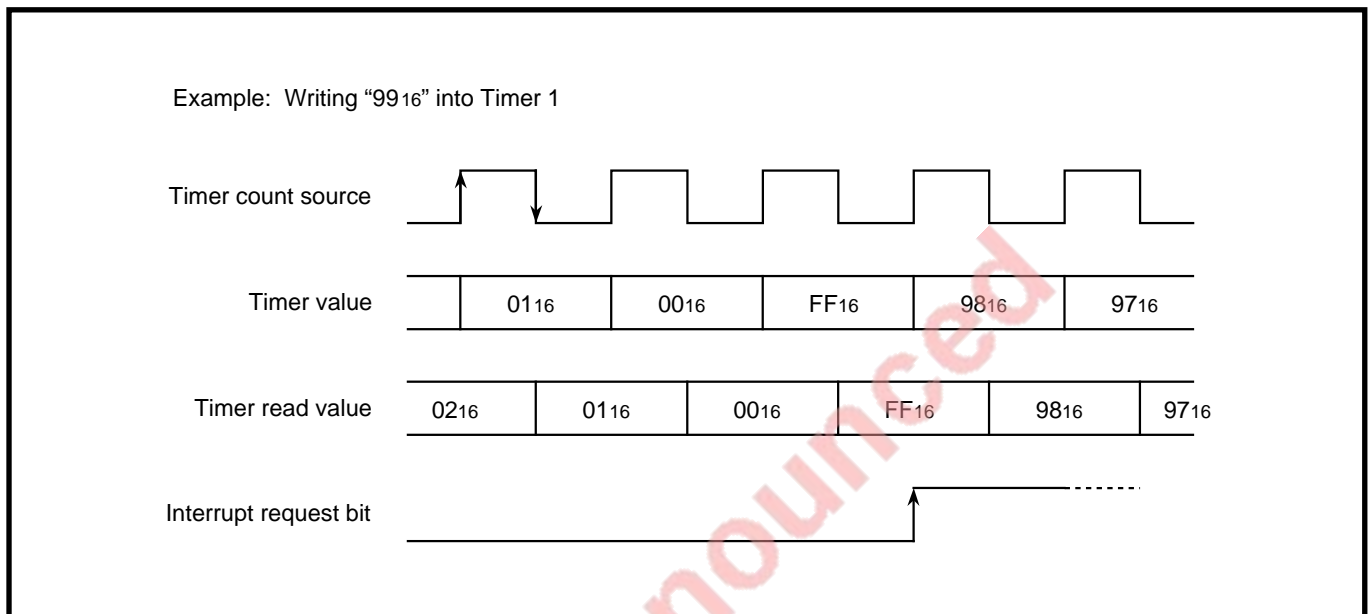 Example: Writing “9916” into Timer 1
Timer count source
Timer value 0116 0016 FF16 9816 9716
Timer read value 0216 0116 0016 FF16 9816 9716
Interrupt request bit
nounced